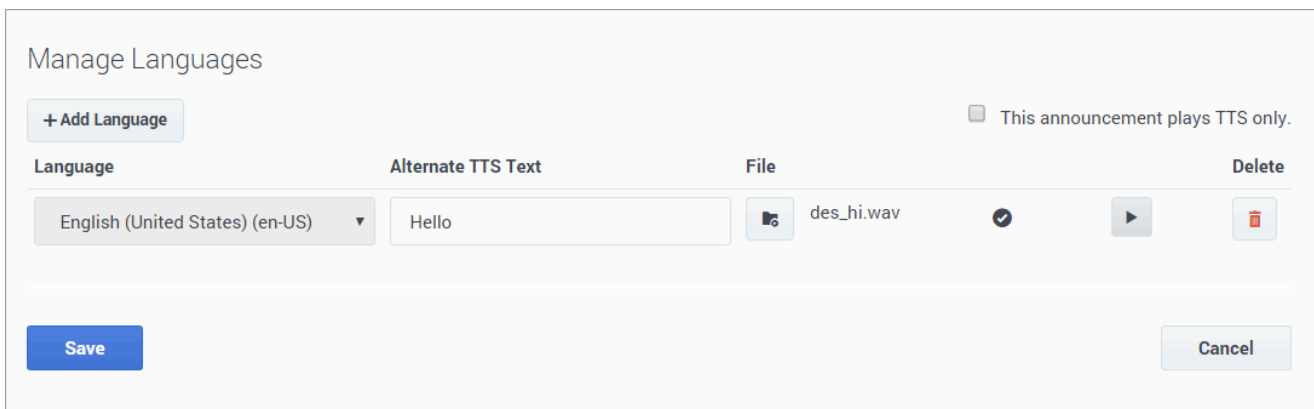 Manage Languages
+ Add Language
This announcement plays TTS only.
Language Alternate TTS Text File Delete
English (United States) (en-US) Hello des_hi.wav
Save Cancel